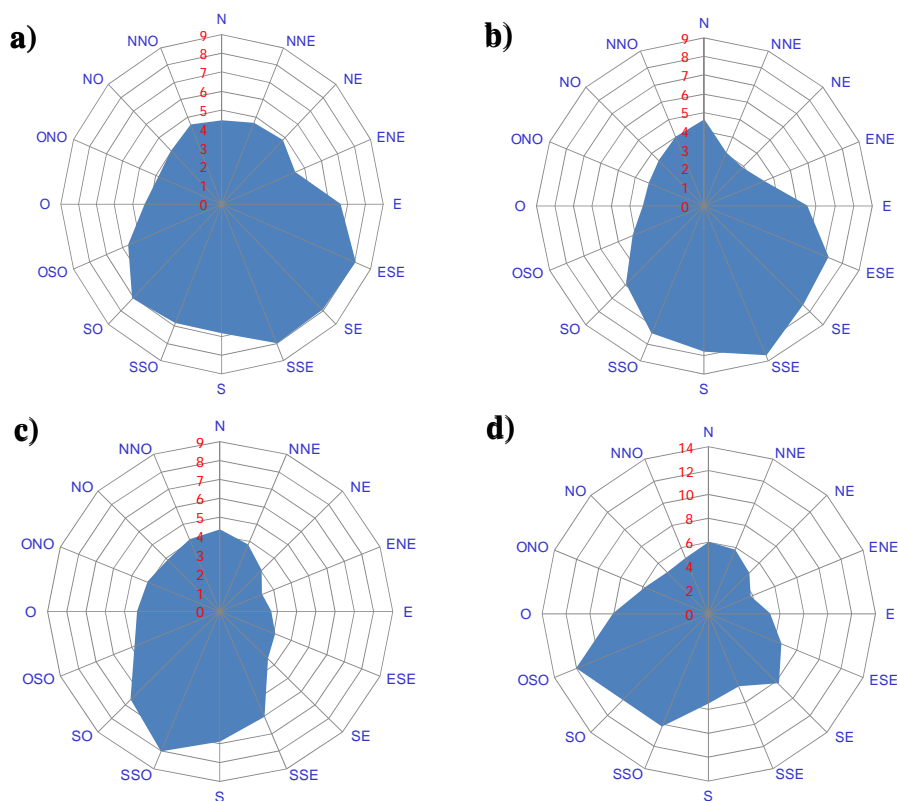 a)
N
NNE
NE
ENE
E
ESE
SE
SSE
S
SSO
SO
OSO
O
ONO
NO
NNO
9
8
7
6
5
4
3
2
1
0
b)
N
NNE
NE
ENE
E
ESE
SE
SSE
S
SSO
SO
OSO
O
ONO
NO
NNO
9
8
7
6
5
4
3
2
1
0
c)
N
NNE
NE
ENE
E
ESE
SE
SSE
S
SSO
SO
OSO
O
ONO
NO
NNO
9
8
7
6
5
4
3
2
1
0
d)
N
NNE
NE
ENE
E
ESE
SE
SSE
S
SSO
SO
OSO
O
ONO
NO
NNO
14
12
10
8
6
4
2
0